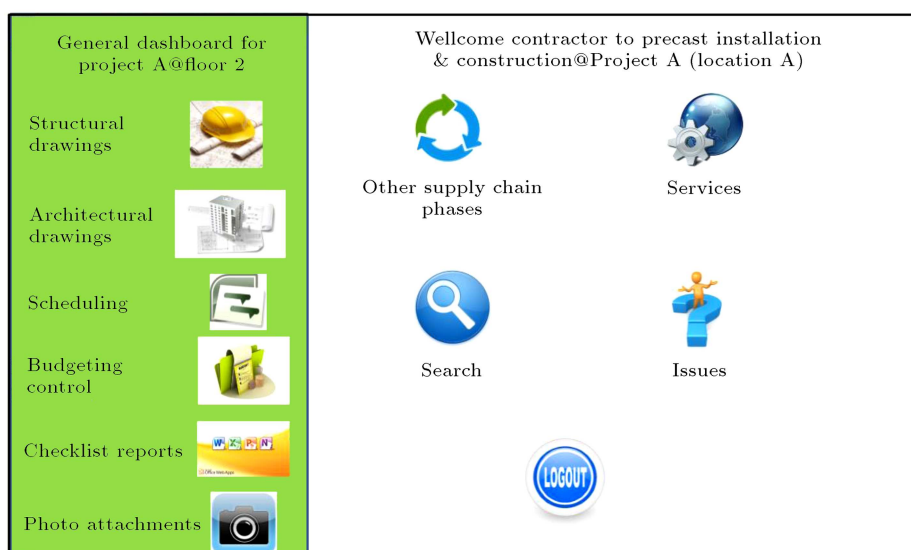 General dashboard for
project A@floor 2
Structural
drawings
Architectural
drawings
Scheduling
Budgeting
control
Checklist reports
Photo attachments
Wellcome contractor to precast installation
& construction@Project A (location A)
Other supply chain
phases
Services
Search
Issues
LOGOUT